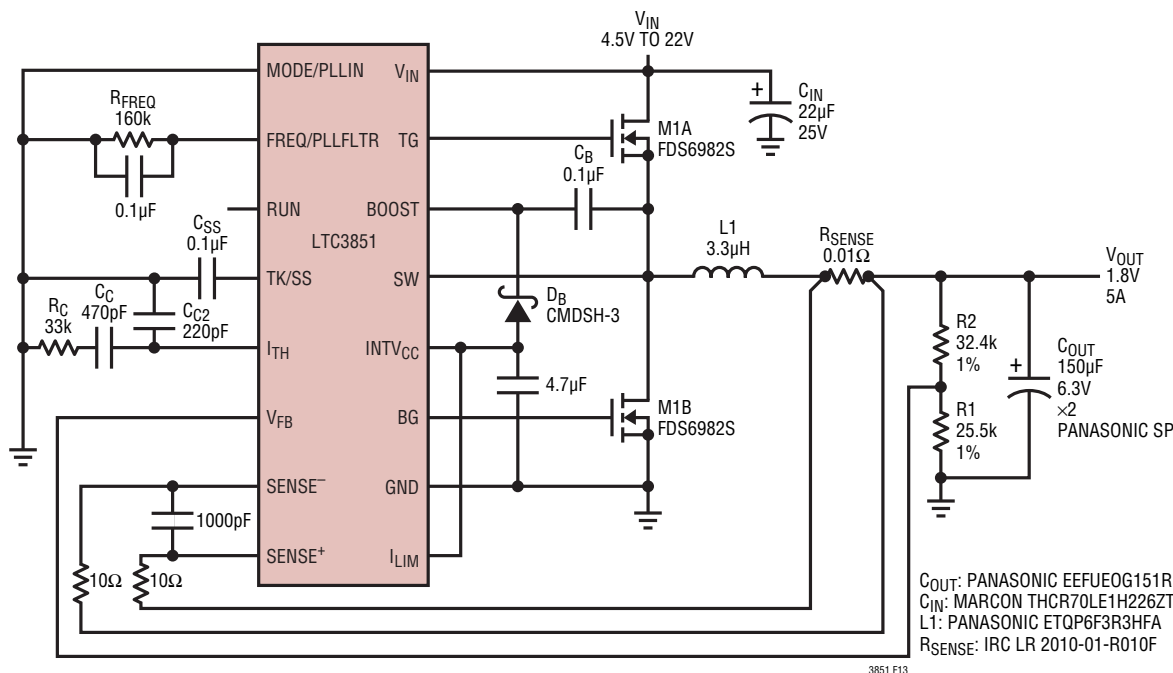 V_IN
4.5V TO 22V
MODE/PLLIN
V_IN
R_FREQ
160k
+
C_IN
22µF
25V
FREQ/PLLFLTR
TG
M1A
FDS6982S
0.1µF
C_B
0.1µF
RUN
BOOST
LTC3851
C_SS
0.1µF
TK/SS
SW
L1
3.3µH
R_SENSE
0.01Ω
V_OUT
1.8V
5A
R_C
33k
C_C
470pF
C_C2
220pF
D_B
CMDSH-3
I_TH
INTV_CC
4.7µF
R2
32.4k
1%
+
C_OUT
150µF
6.3V
×2
PANASONIC SP
V_FB
BG
M1B
FDS6982S
R1
25.5k
1%
SENSE⁻
GND
1000pF
SENSE⁺
I_LIM
10Ω
10Ω
C_OUT: PANASONIC EEFUEOG151R
C_IN: MARCON THCR70LE1H226ZT
L1: PANASONIC ETQP6F3R3HFA
R_SENSE: IRC LR 2010-01-R010F
3851 F13